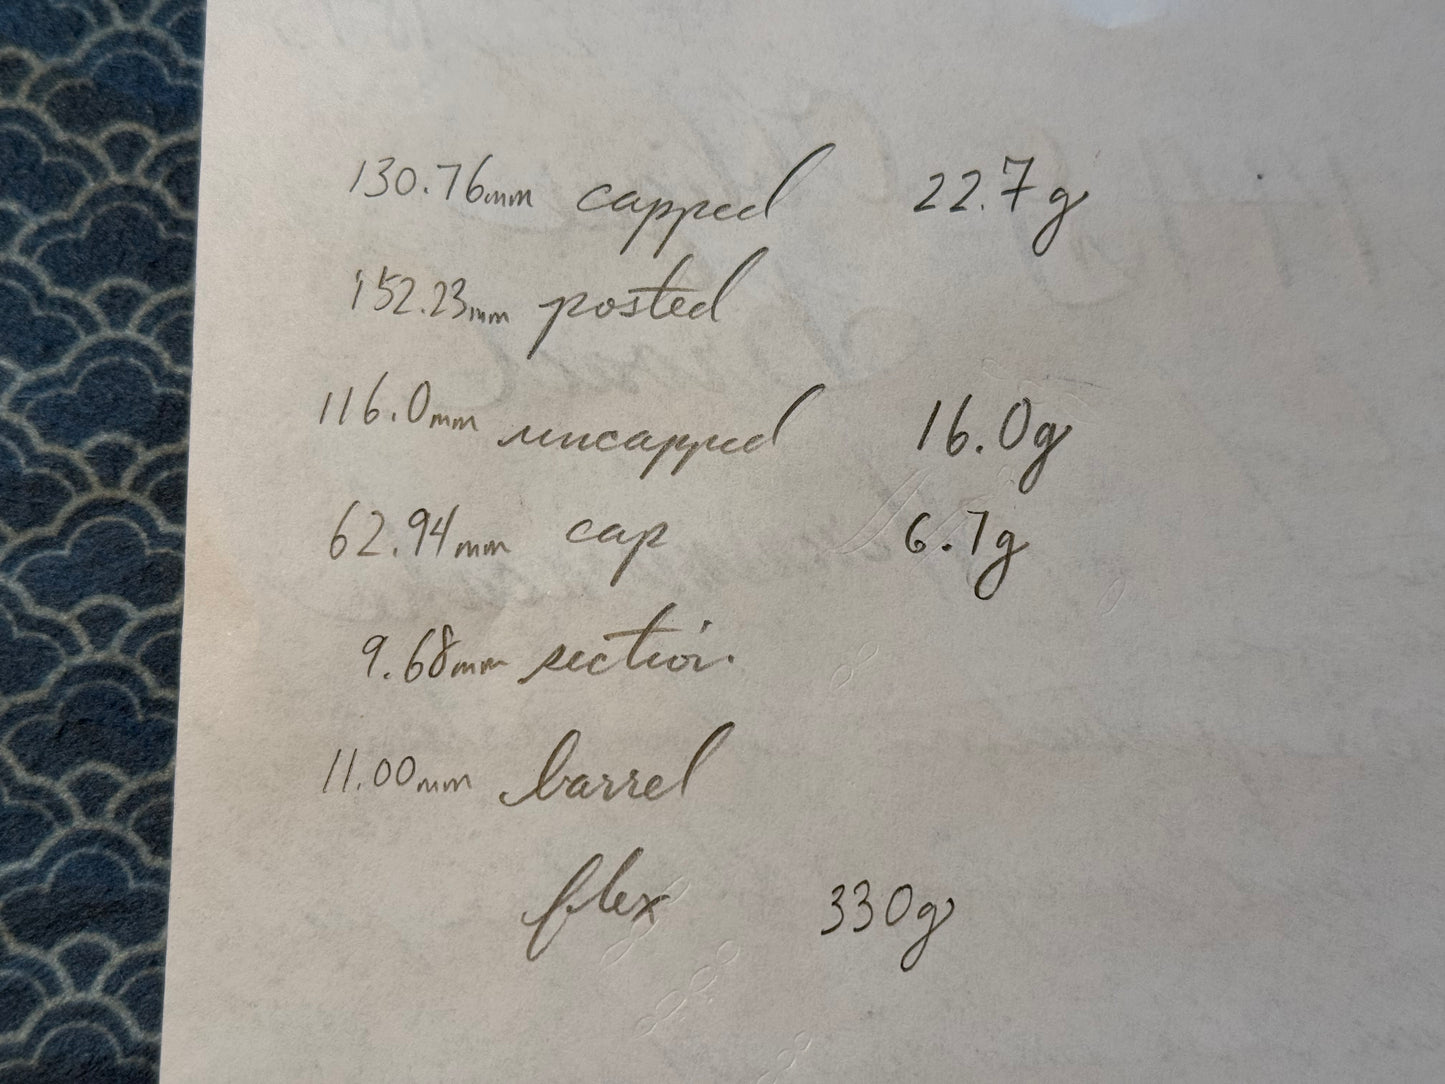 130.76mm capped 22.7g
152.23mm posted
116.0mm uncapped 16.0g
62.94mm cap 6.7g
9.68mm section
11.00mm barrel
flex 330g